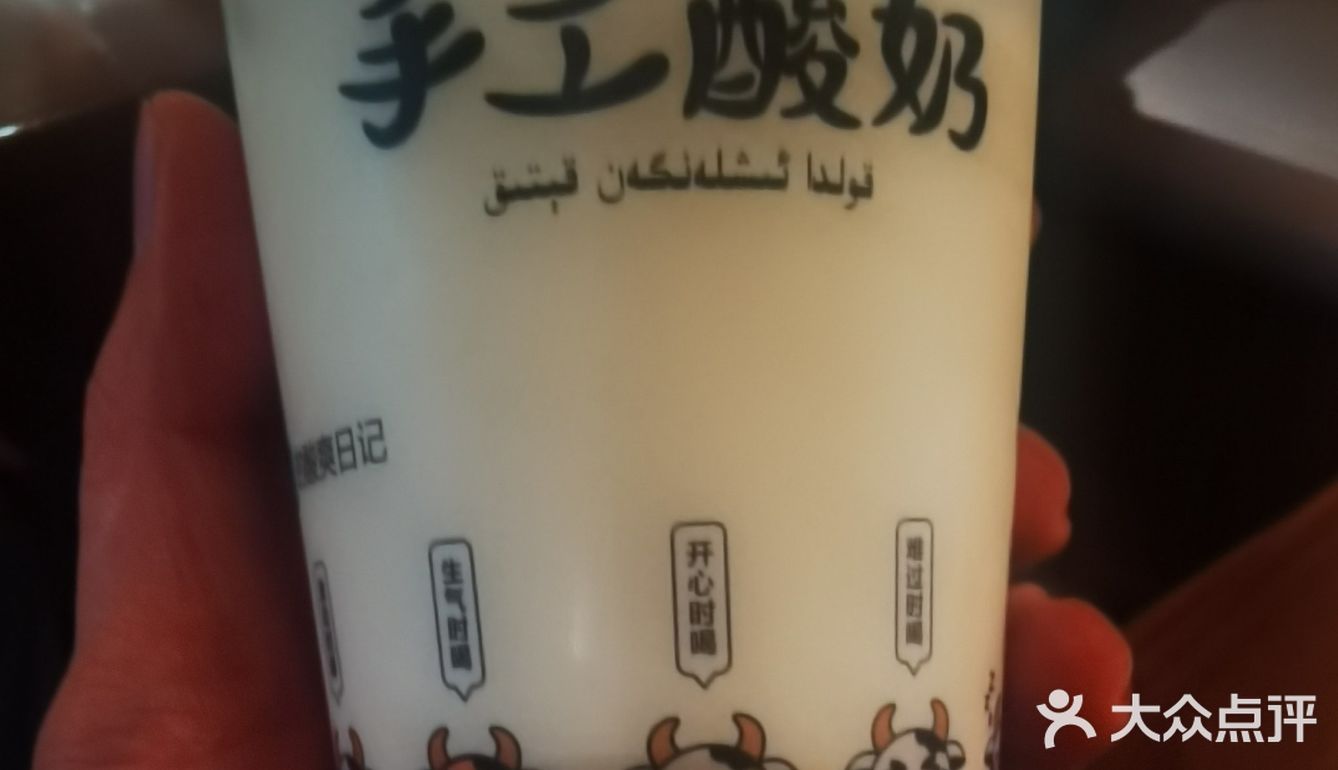 手工酸奶
قولدا ئىشلەنگەن قېتىق
酸爽日记
生气时喝
开心时喝
难过时喝
大众点评